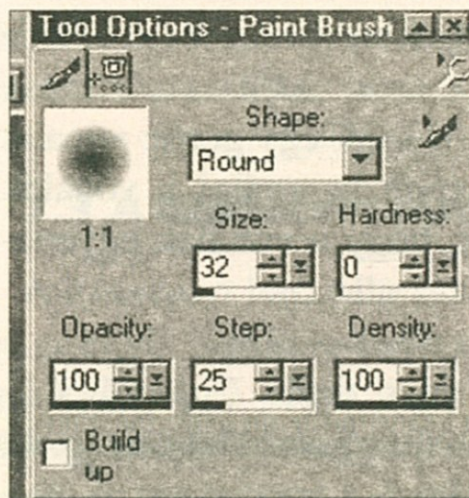 Tool Options - Paint Brush
Shape:
Round
1:1
Size:
Hardness:
32
0
Opacity:
Step:
Density:
100
25
100
Build
up